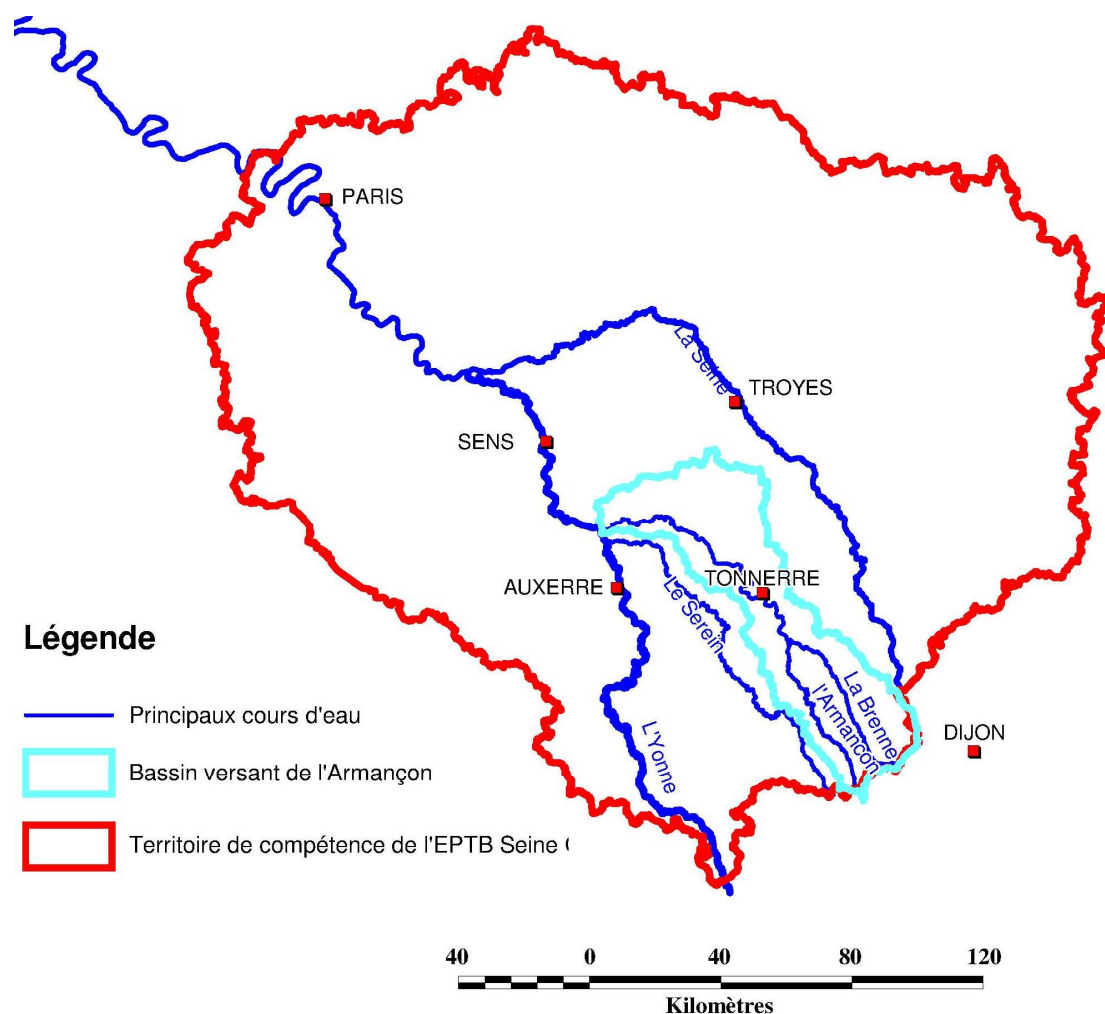 PARIS
La Seine
TROYES
SENS
AUXERRE
TONNERRE
Le Serein
La Brenne
l'Armançon
L'Yonne
DIJON
Légende
Principaux cours d'eau
Bassin versant de l'Armançon
Territoire de compétence de l'EPTB Seine
40 0 40 80 120
Kilomètres